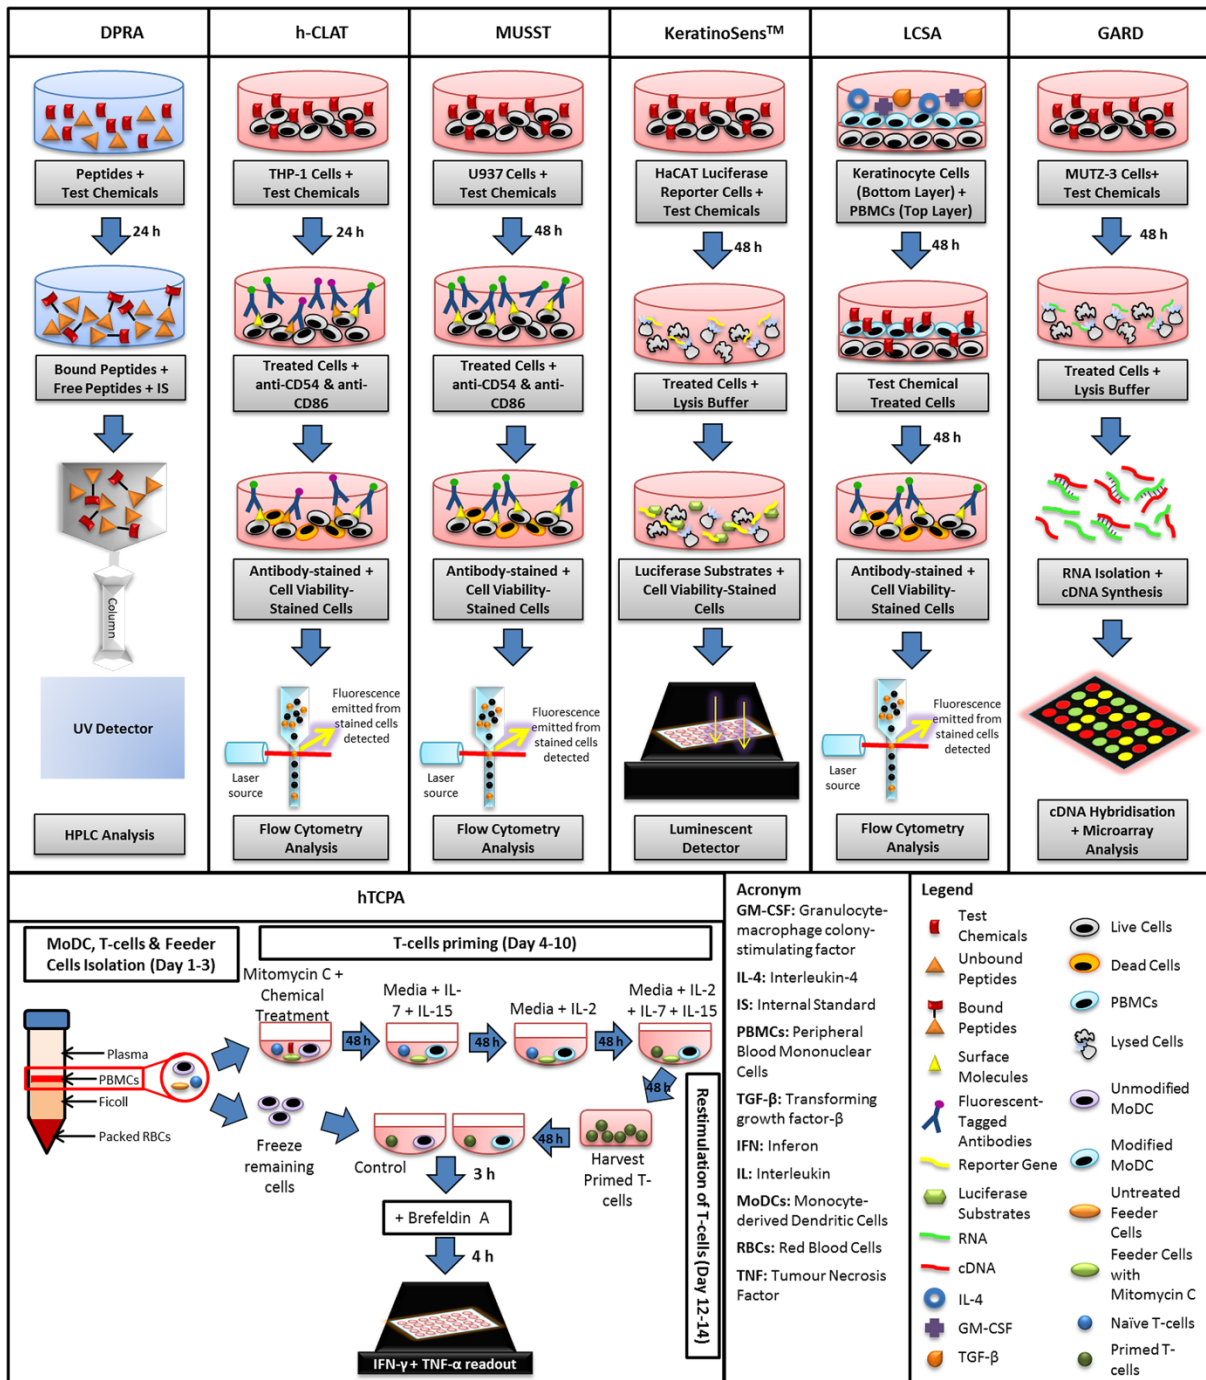 DPRA
Peptides +
Test Chemicals
24 h
Bound Peptides +
Free Peptides + IS
Column
UV Detector
HPLC Analysis
h-CLAT
THP-1 Cells +
Test Chemicals
24 h
Treated Cells +
anti-CD54 & anti-
CD86
Antibody-stained +
Cell Viability-
Stained Cells
Fluorescence
emitted from
stained cells
detected
Laser
source
Flow Cytometry
Analysis
MUSST
U937 Cells +
Test Chemicals
48 h
Treated Cells +
anti-CD54 & anti-
CD86
Antibody-stained +
Cell Viability-
Stained Cells
Fluorescence
emitted from
stained cells
detected
Laser
source
Flow Cytometry
Analysis
KeratinoSens™
HaCAT Luciferase
Reporter Cells +
Test Chemicals
48 h
Treated Cells +
Lysis Buffer
Luciferase Substrates +
Cell Viability-Stained
Cells
Luminescent
Detector
LCSA
Keratinocyte Cells
(Bottom Layer) +
PBMCs (Top Layer)
48 h
Test Chemical
Treated Cells
48 h
Antibody-stained +
Cell Viability-
Stained Cells
Fluorescence
emitted from
stained cells
detected
Laser
source
Flow Cytometry
Analysis
GARD
MUTZ-3 Cells+
Test Chemicals
48 h
Treated Cells +
Lysis Buffer
RNA Isolation +
cDNA Synthesis
cDNA Hybridisation
+ Microarray
Analysis
hTCPA
MoDC, T-cells & Feeder
Cells Isolation (Day 1-3)
T-cells priming (Day 4-10)
Plasma
PBMCs
Ficoll
Packed RBCs
Mitomycin C +
Chemical
Treatment
48 h
Media + IL-
7 + IL-15
48 h
Media + IL-2
48 h
Media + IL-2
+ IL-7 + IL-15
48 h
Freeze
remaining
cells
Control
48 h
Harvest
Primed T-
cells
Restimulation of T-cells (Day 12-14)
3 h
+ Brefeldin A
4 h
IFN-γ + TNF-α readout
Acronym
GM-CSF: Granulocyte-
macrophage colony-
stimulating factor
IL-4: Interleukin-4
IS: Internal Standard
PBMCs: Peripheral
Blood Mononuclear
Cells
TGF-β: Transforming
growth factor-β
IFN: Inferon
IL: Interleukin
MoDCs: Monocyte-
derived Dendritic Cells
RBCs: Red Blood Cells
TNF: Tumour Necrosis
Factor
Legend
Test
Chemicals
Unbound
Peptides
Bound
Peptides
Surface
Molecules
Fluorescent-
Tagged
Antibodies
Reporter Gene
Luciferase
Substrates
RNA
cDNA
IL-4
GM-CSF
TGF-β
Live Cells
Dead Cells
PBMCs
Lysed Cells
Unmodified
MoDC
Modified
MoDC
Untreated
Feeder
Cells
Feeder Cells
with
Mitomycin C
Naïve T-cells
Primed T-
cells